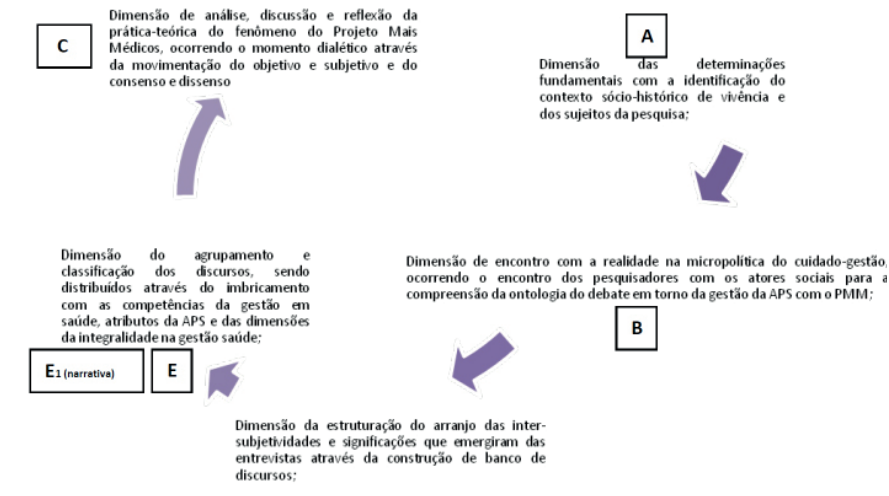 C
Dimensão de análise, discussão e reflexão da
prática-teórica do fenômeno do Projeto Mais
Médicos, ocorrendo o momento dialético através
da movimentação do objetivo e subjetivo e do
consenso e dissenso
A
Dimensão das determinações
fundamentais com a identificação do
contexto sócio-histórico de vivência e
dos sujeitos da pesquisa;
Dimensão de encontro com a realidade na micropolítica do cuidado-gestão,
ocorrendo o encontro dos pesquisadores com os atores sociais para a
compreensão da ontologia do debate em torno da gestão da APS com o PMM;
B
Dimensão do agrupamento e
classificação dos discursos, sendo
distribuídos através do imbricamento
com as competências da gestão em
saúde, atributos da APS e das dimensões
da integralidade na gestão saúde;
E1 (narrativa)
E
Dimensão da estruturação do arranjo das inter-
subjetividades e significações que emergiram das
entrevistas através da construção de banco de
discursos;